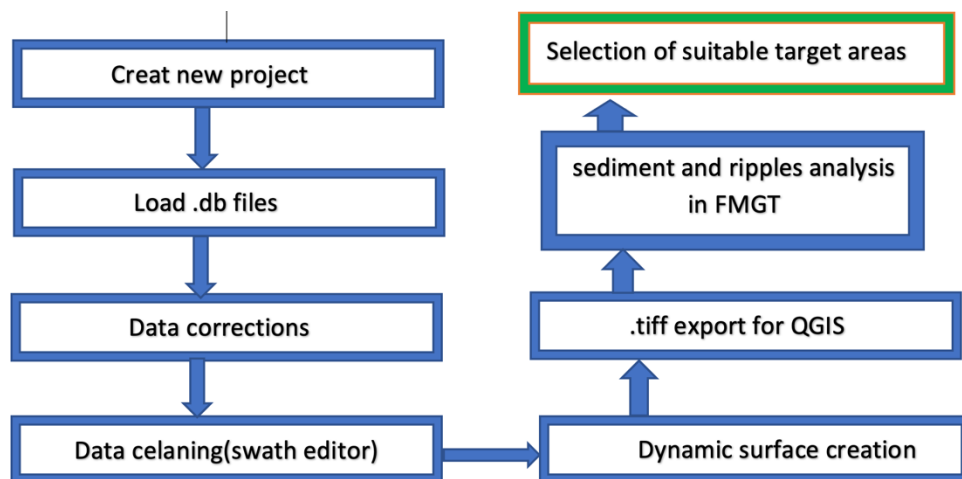 Creat new project
Load .db files
Data corrections
Data celaning(swath editor)
Dynamic surface creation
.tiff export for QGIS
sediment and ripples analysis
in FMGT
Selection of suitable target areas